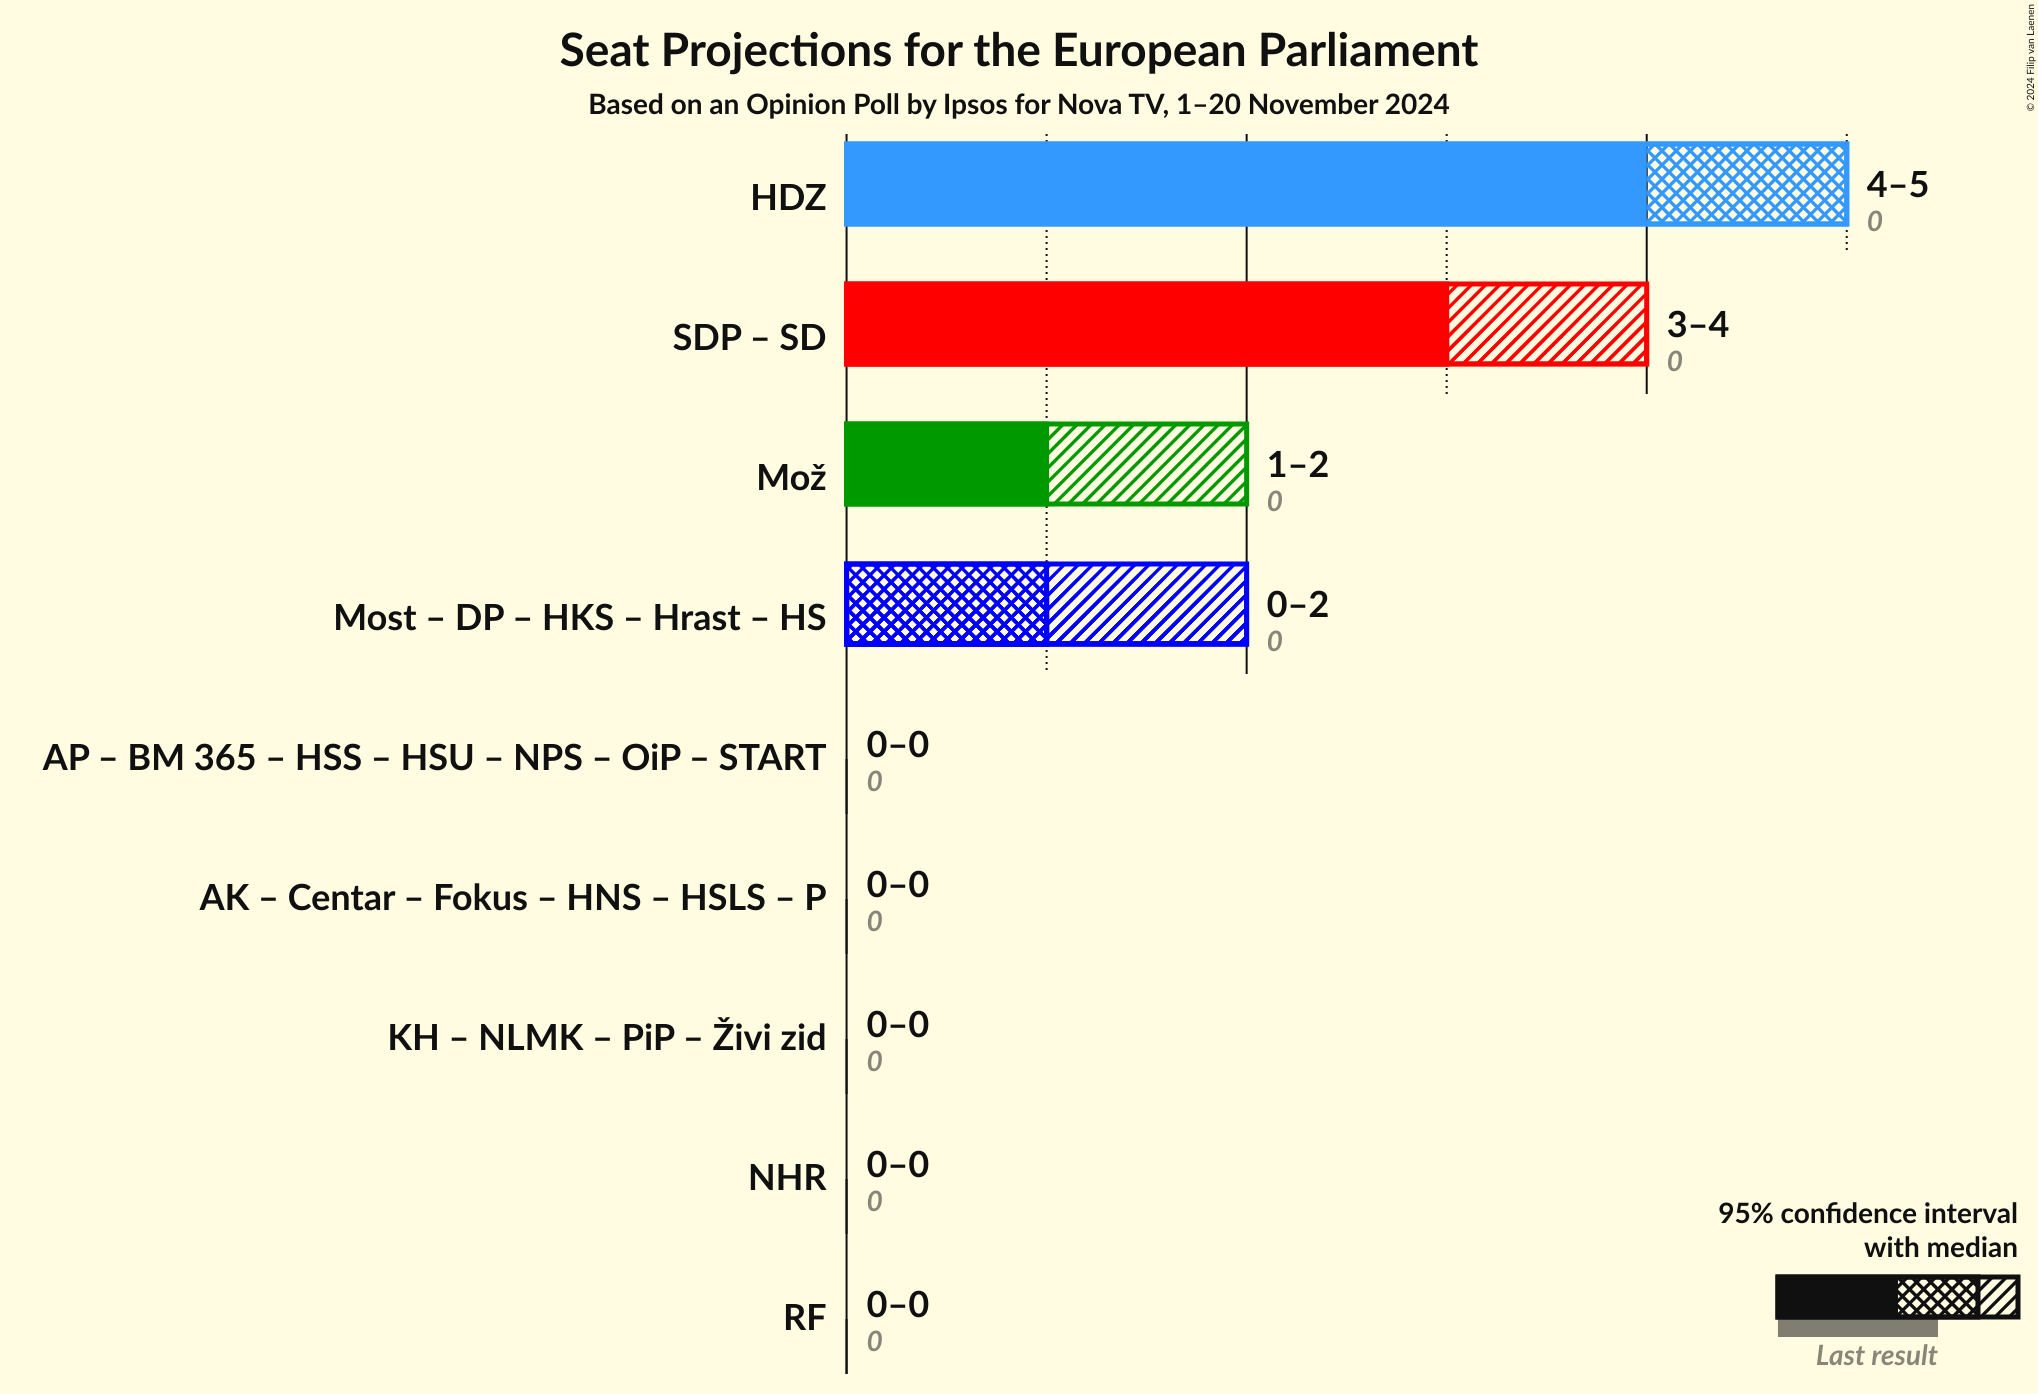 Seat Projections for the European Parliament
Based on an Opinion Poll by Ipsos for Nova TV, 1–20 November 2024
© 2024 Filip van Laenen
HDZ
4–5
0
SDP – SD
3–4
0
Mož
1–2
0
Most – DP – HKS – Hrast – HS
0–2
0
AP – BM 365 – HSS – HSU – NPS – OiP – START
0–0
0
AK – Centar – Fokus – HNS – HSLS – P
0–0
0
KH – NLMK – PiP – Živi zid
0–0
0
NHR
0–0
0
RF
0–0
0
95% confidence interval
with median
Last result